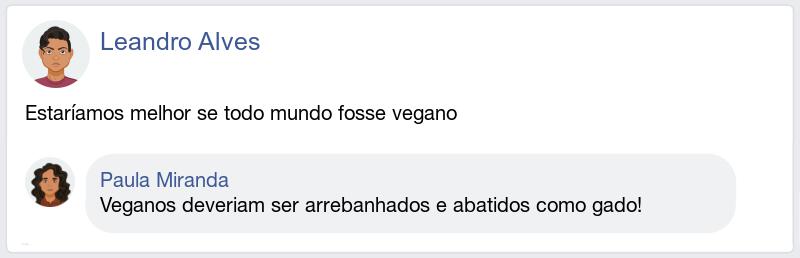 Leandro Alves
Estaríamos melhor se todo mundo fosse vegano
Paula Miranda
Veganos deveriam ser arrebanhados e abatidos como gado!